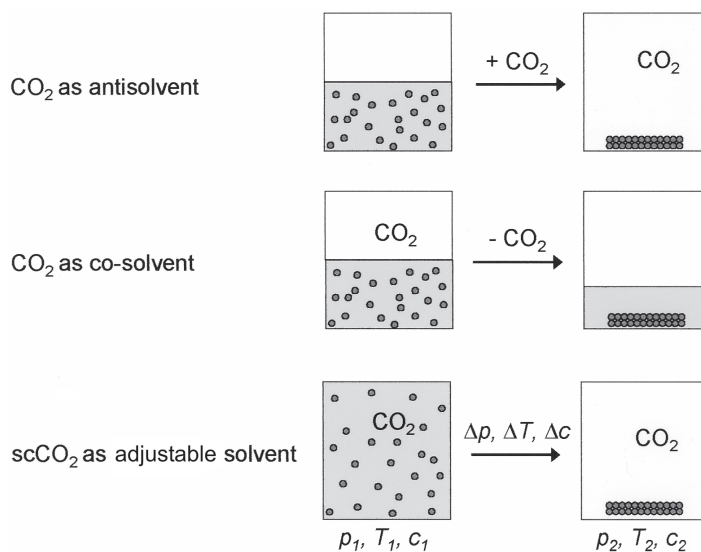 CO₂ as antisolvent
+ CO₂
CO₂
CO₂ as co-solvent
CO₂
- CO₂
scCO₂ as adjustable solvent
CO₂
Δp, ΔT, Δc
CO₂
p₁, T₁, c₁
p₂, T₂, c₂